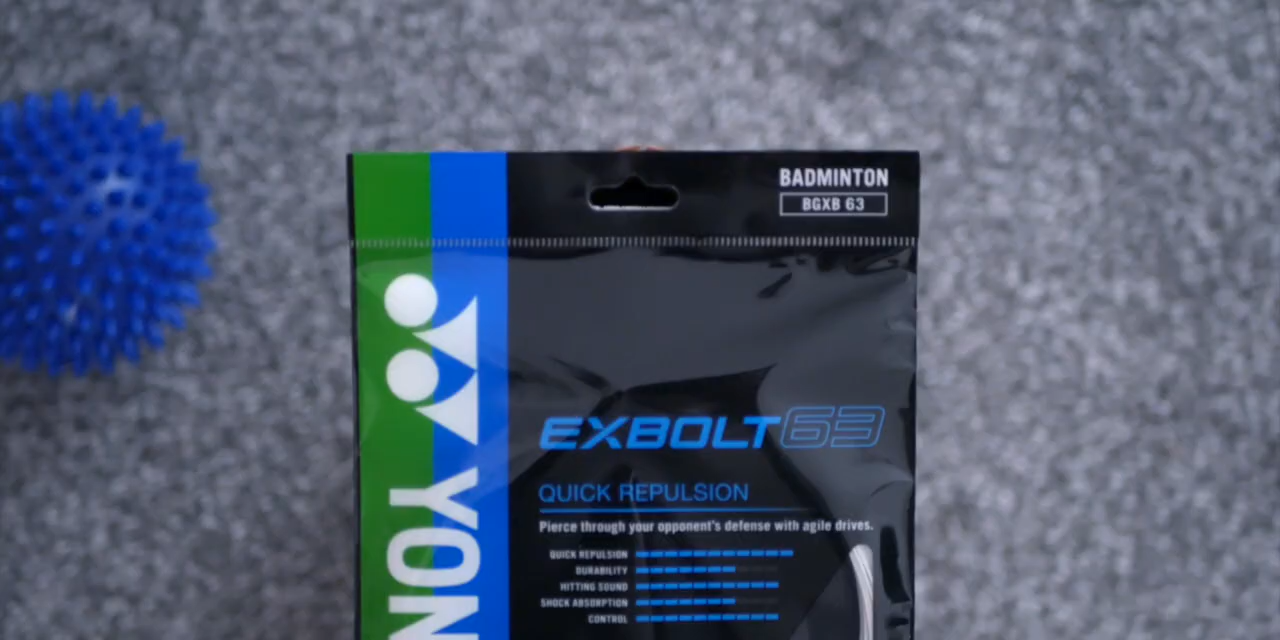 BADMINTON
BGXB 63
YON
EXBOLT63
QUICK REPULSION
Pierce through your opponent's defense with agile drives.
QUICK REPULSION
DURABILITY
HITTING SOUND
SHOCK ABSORPTION
CONTROL